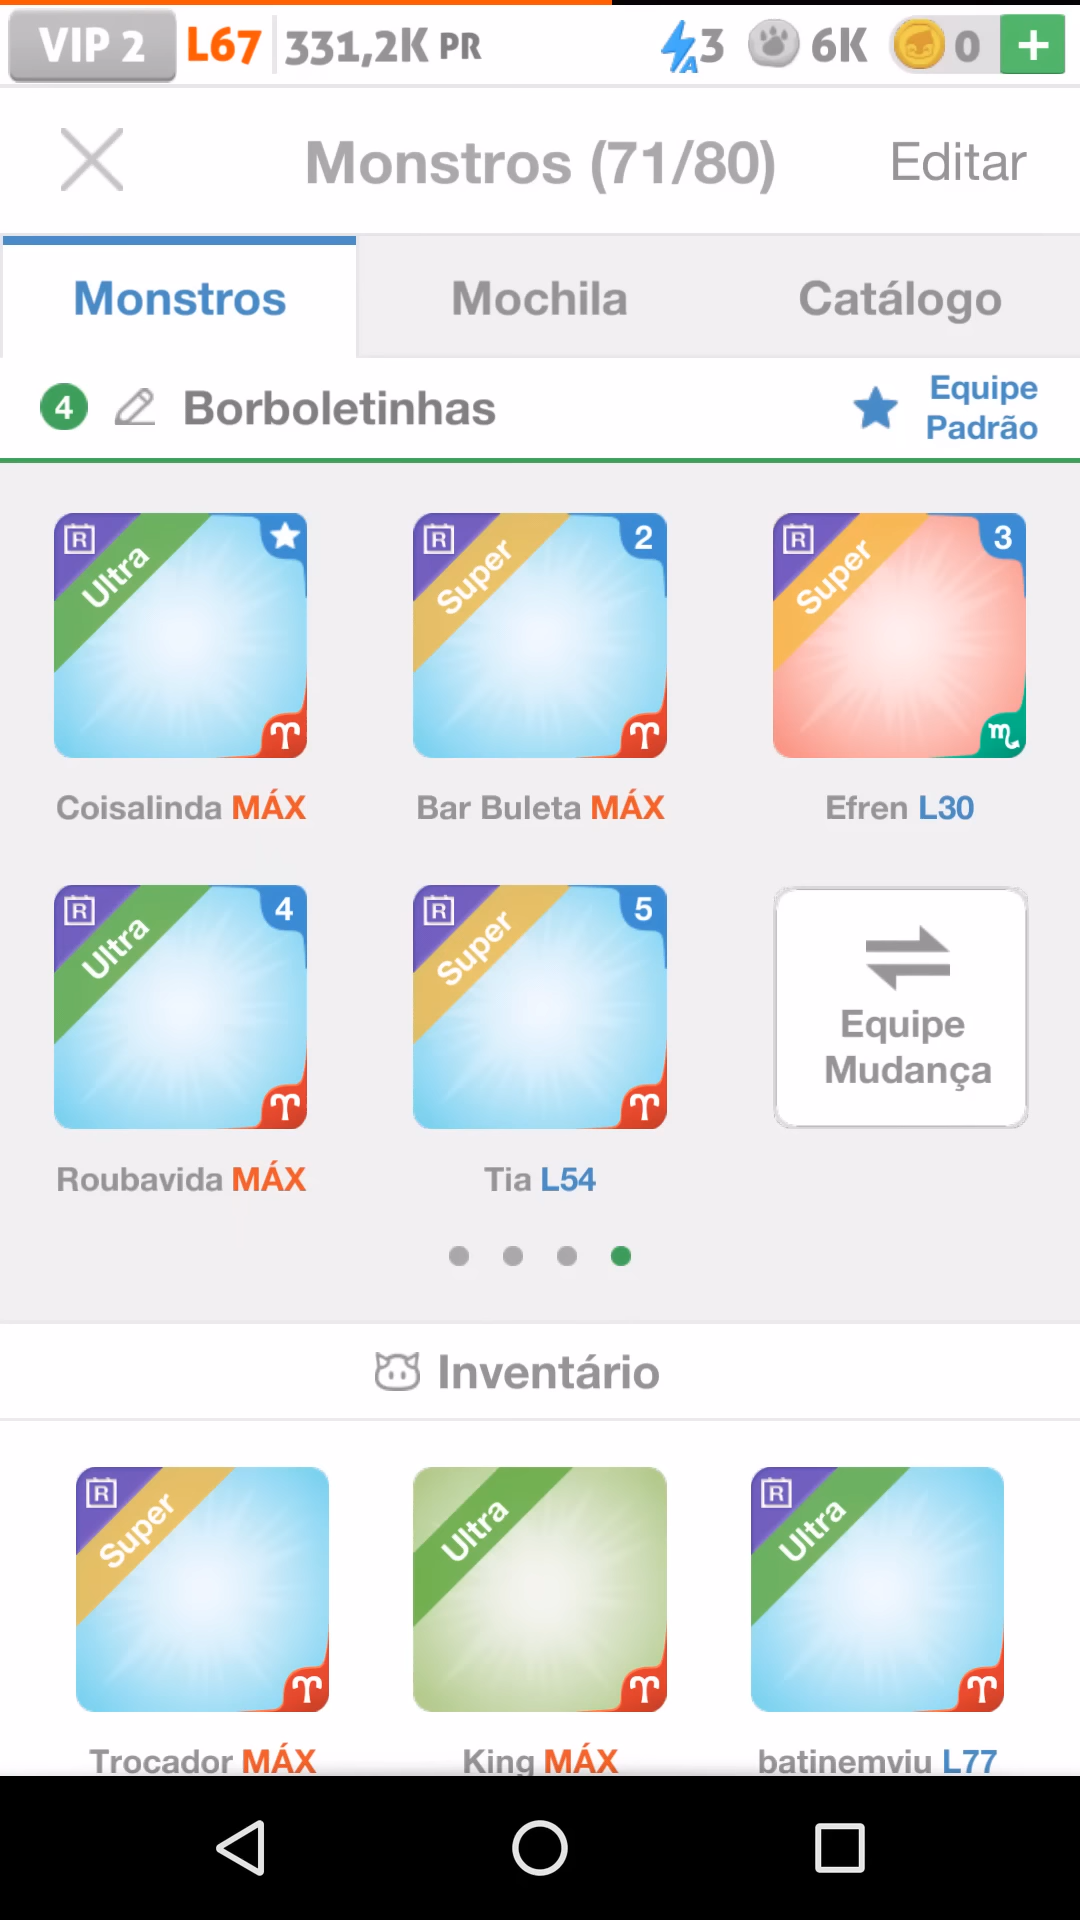 VIP 2 L67 331,2K PR 3 6K 0 +
Monstros (71/80) Editar
Monstros Mochila Catálogo
4 Borboletinhas Equipe
Padrão
R Ultra R Super 2 R Super 3
Coisalinda MÁX Bar Buleta MÁX Efren L30
R Ultra 4 R Super 5
Equipe
Mudança
Roubavida MÁX Tia L54
Inventário
R Super Ultra R Ultra
Trocador MÁX King MÁX batinemviu L77